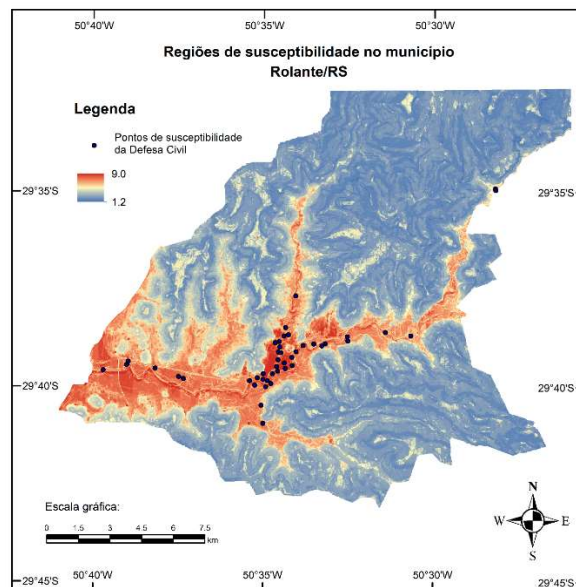 50°40'W
50°35'W
50°30'W
Regiões de susceptibilidade no municipio
Rolante/RS
Legenda
Pontos de susceptibilidade
da Defesa Civil
9.0
1.2
29°35'S
29°35'S
29°40'S
29°40'S
Escala gráfica:
0 1.5 3 4.5 6 7.5
km
N
W E
S
29°45'S
29°45'S
50°40'W
50°35'W
50°30'W